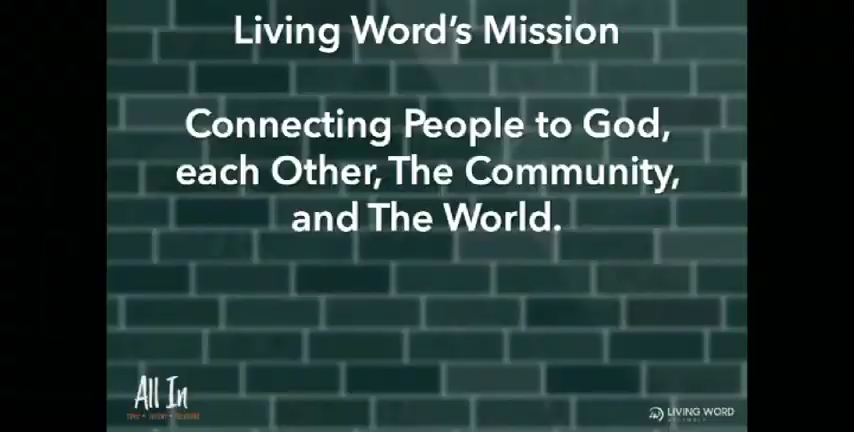 Living Word's Mission
Connecting People to God,
each Other, The Community,
and The World.
All In
LIVING WORD